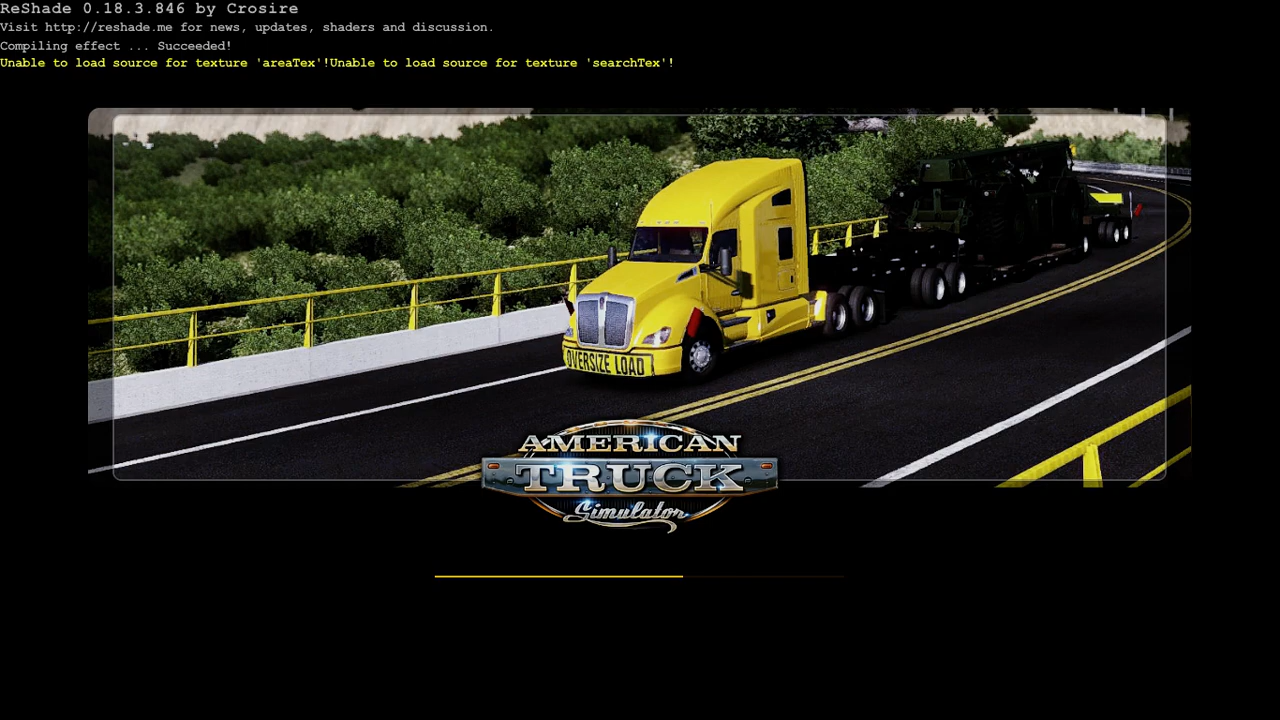 ReShade 0.18.3.846 by Crosire
Visit http://reshade.me for news, updates, shaders and discussion.
Compiling effect ... Succeeded!
Unable to load source for texture 'areaTex'!Unable to load source for texture 'searchTex'!
OVERSIZE LOAD
AMERICAN
TRUCK
Simulator